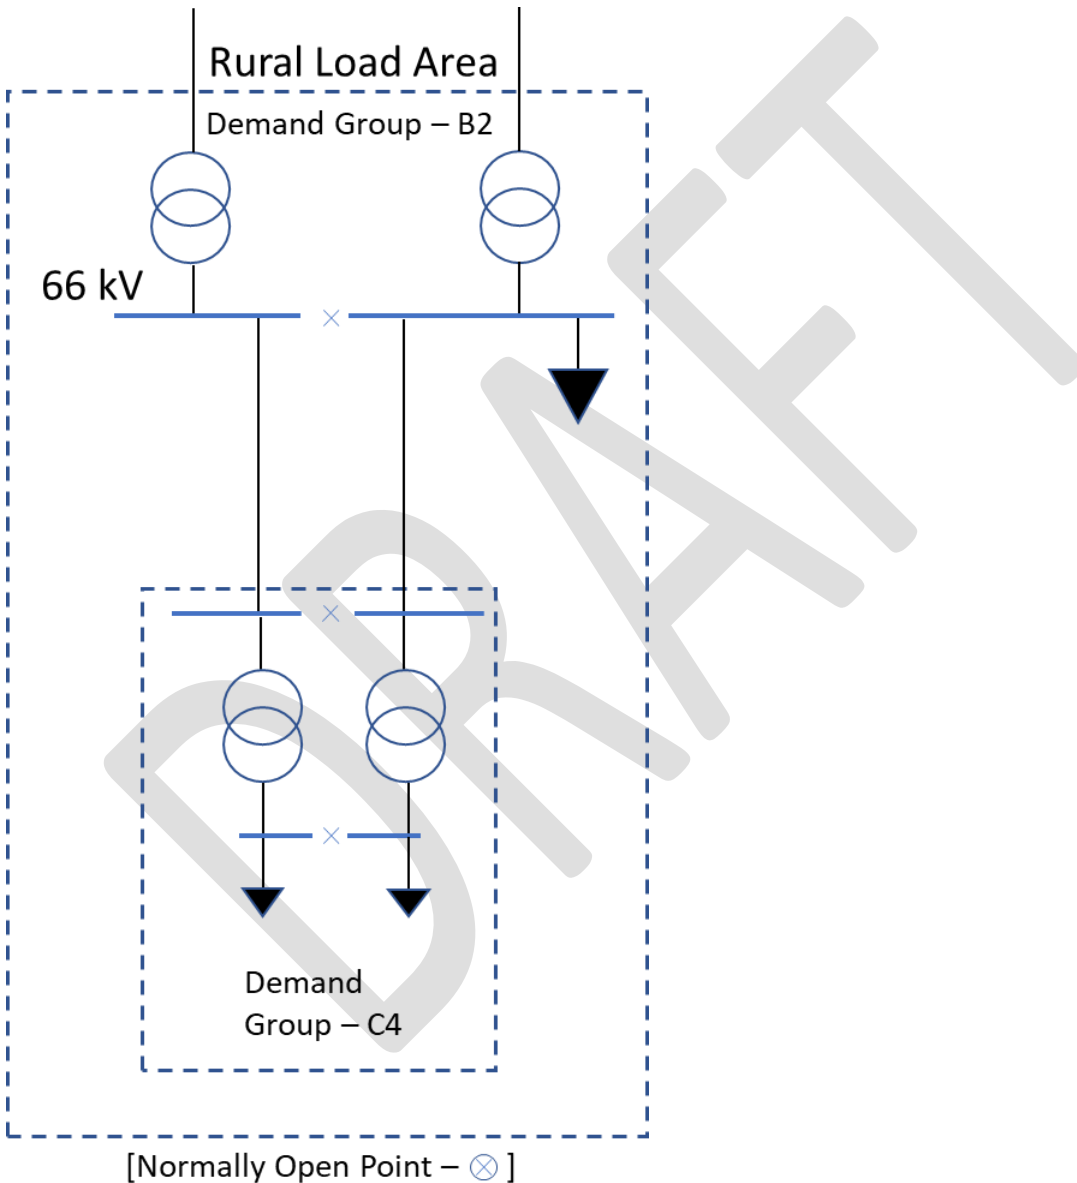 Rural Load Area
Demand Group – B2
66 kV
Demand
Group – C4
[Normally Open Point – ⊗ ]
DRAFT